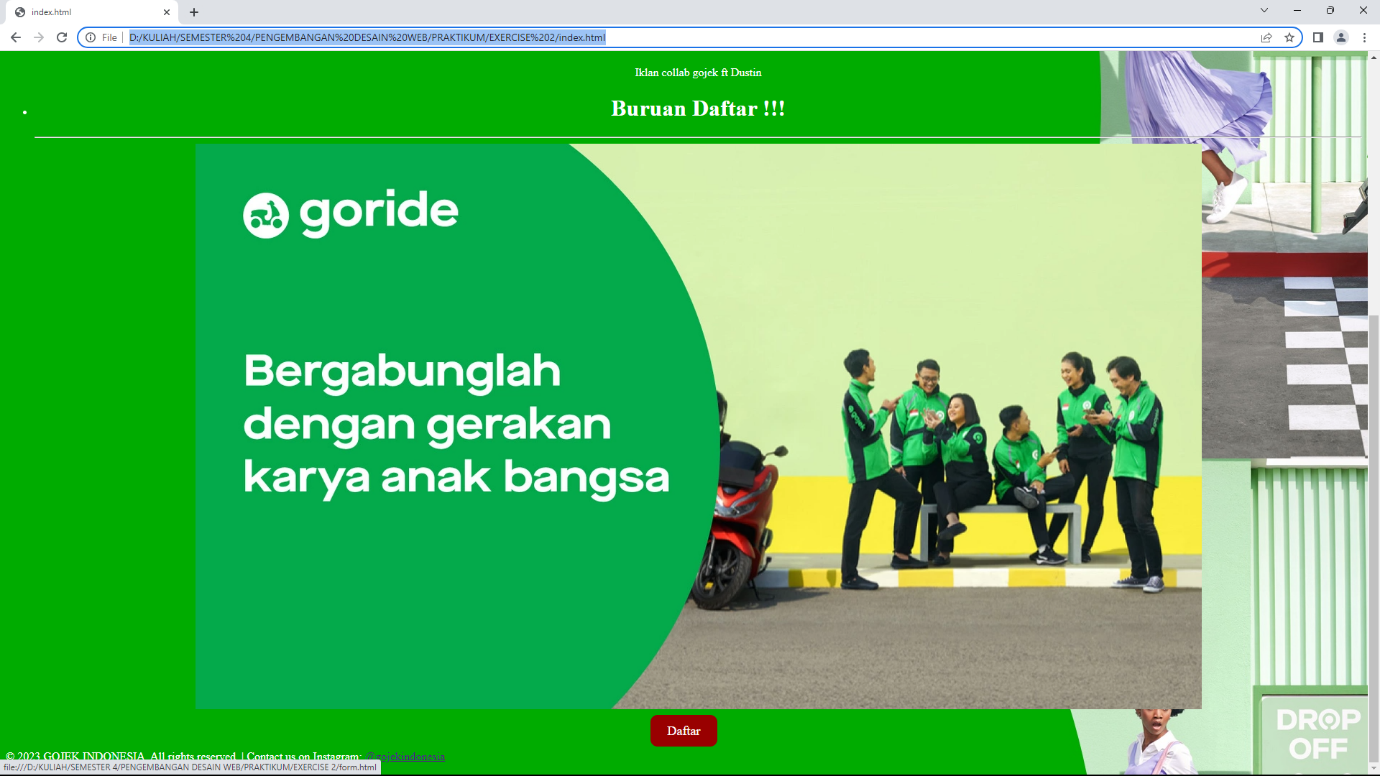 index.html
File
D:/KULIAH/SEMESTER%204/PENGEMBANGAN%20DESAIN%20WEB/PRAKTIKUM/EXERCISE%202/index.html
Iklan collab gojek ft Dustin
Buruan Daftar !!!
goride
Bergabunglah
dengan gerakan
karya anak bangsa
DROP
OFF
Daftar
© 2023 GOJEK INDONESIA. All rights reserved. | Contact us on Instagram: @gojekindonesia
file:///D:/KULIAH/SEMESTER 4/PENGEMBANGAN DESAIN WEB/PRAKTIKUM/EXERCISE 2/form.html